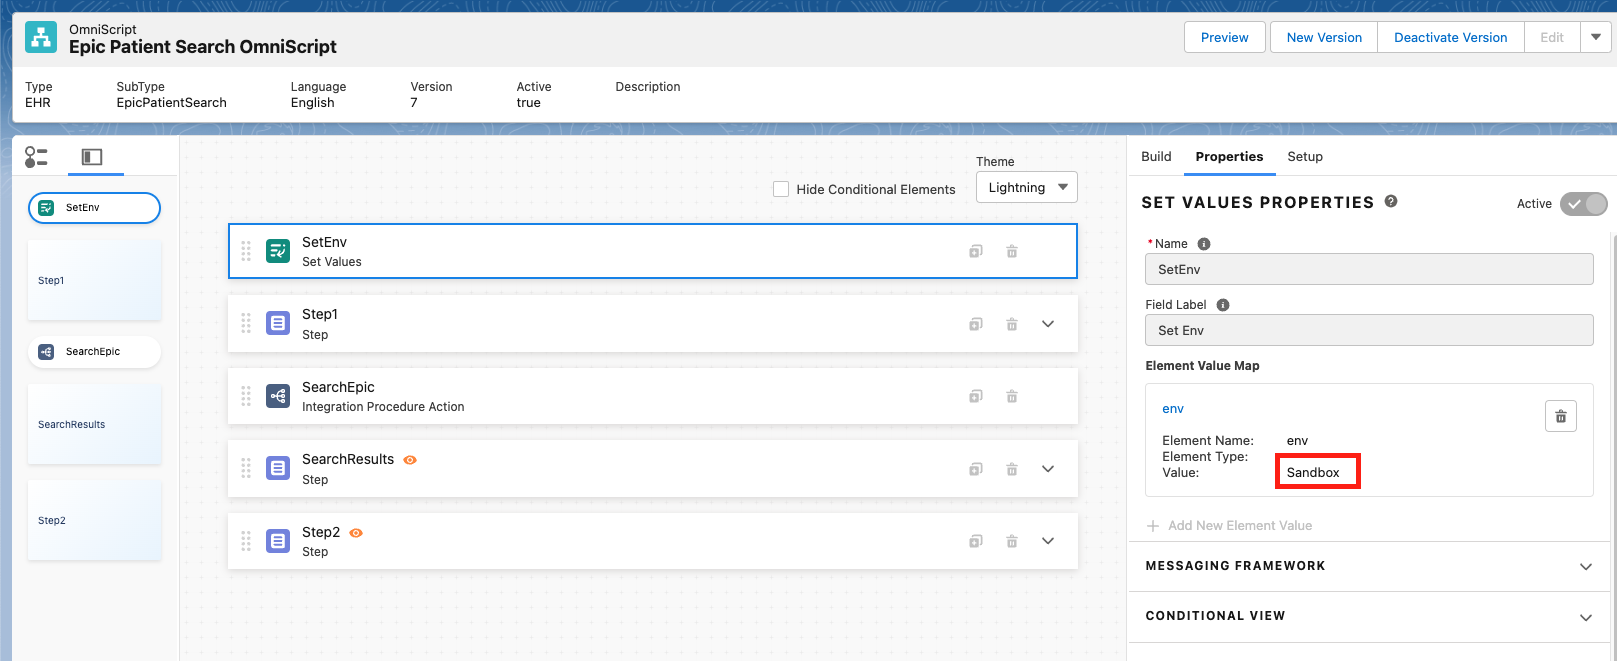 OmniScript
Epic Patient Search OmniScript
Preview
New Version
Deactivate Version
Edit
Type
EHR
SubType
EpicPatientSearch
Language
English
Version
7
Active
true
Description
SetEnv
Step1
SearchEpic
SearchResults
Step2
Hide Conditional Elements
Theme
Lightning
SetEnv
Set Values
Step1
Step
SearchEpic
Integration Procedure Action
SearchResults
Step
Step2
Step
Build Properties Setup
SET VALUES PROPERTIES ?
Active
* Name i
SetEnv
Field Label i
Set Env
Element Value Map
env
Element Name: env
Element Type:
Value: Sandbox
+ Add New Element Value
MESSAGING FRAMEWORK
CONDITIONAL VIEW